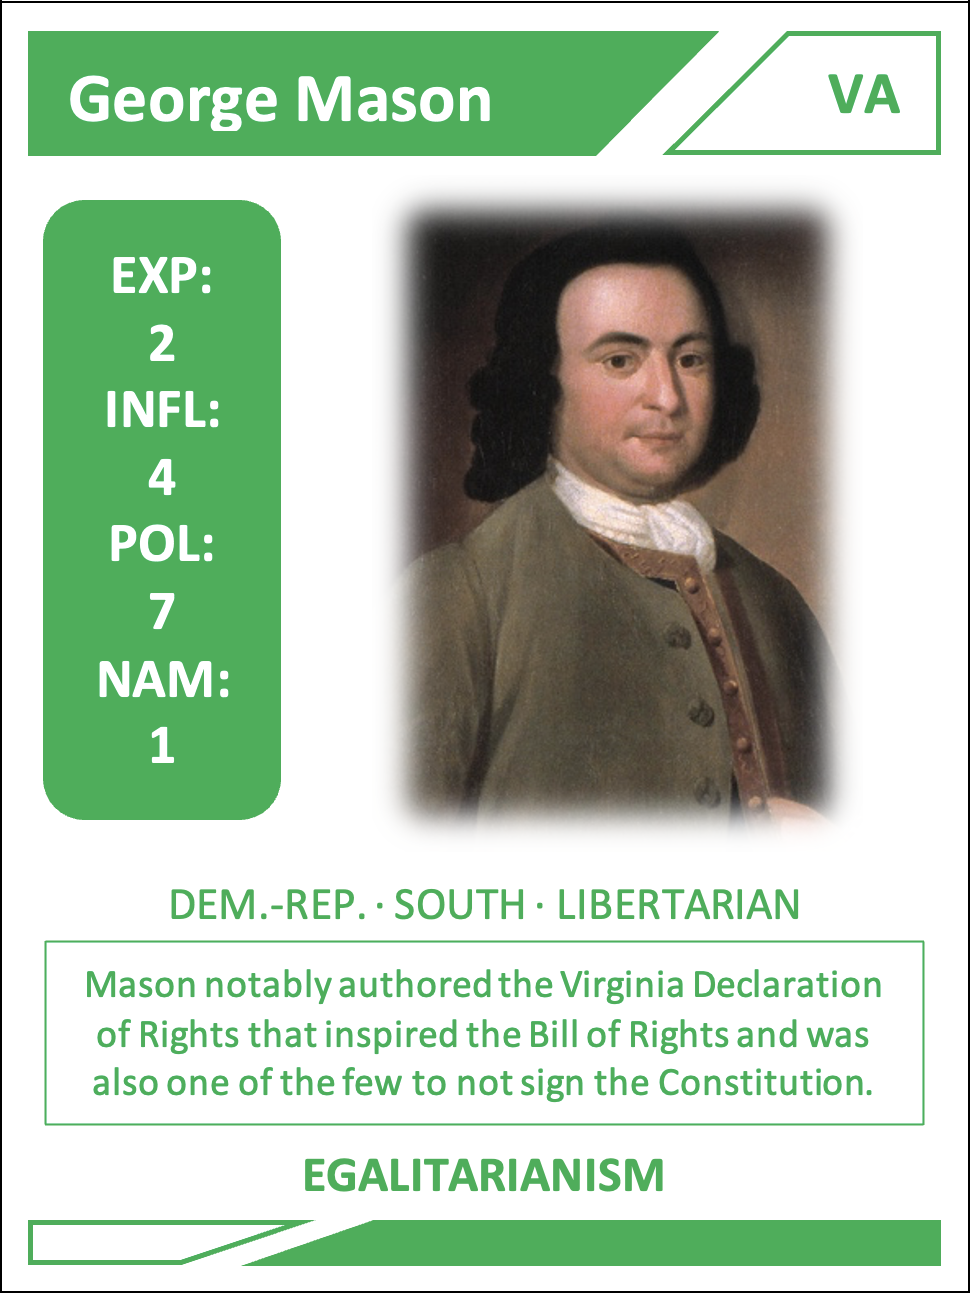 George Mason
VA
EXP:
2
INFL:
4
POL:
7
NAM:
1
DEM.-REP. · SOUTH · LIBERTARIAN
Mason notably authored the Virginia Declaration
of Rights that inspired the Bill of Rights and was
also one of the few to not sign the Constitution.
EGALITARIANISM